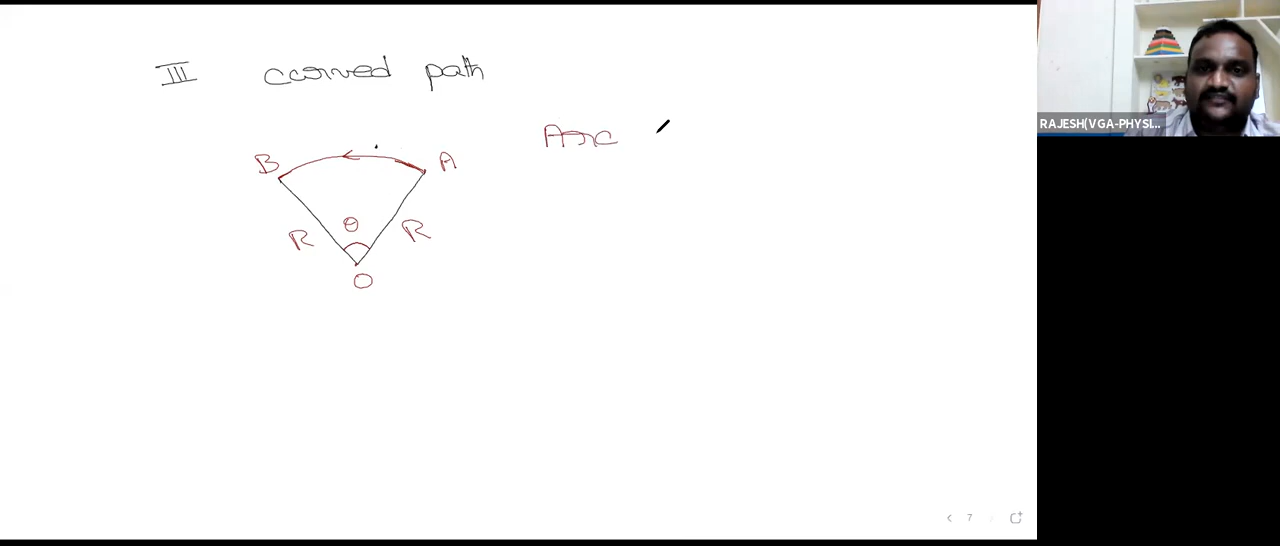 III curved path
Arc
B A
θ
R R
O
RAJESH(VGA-PHYSI...
7